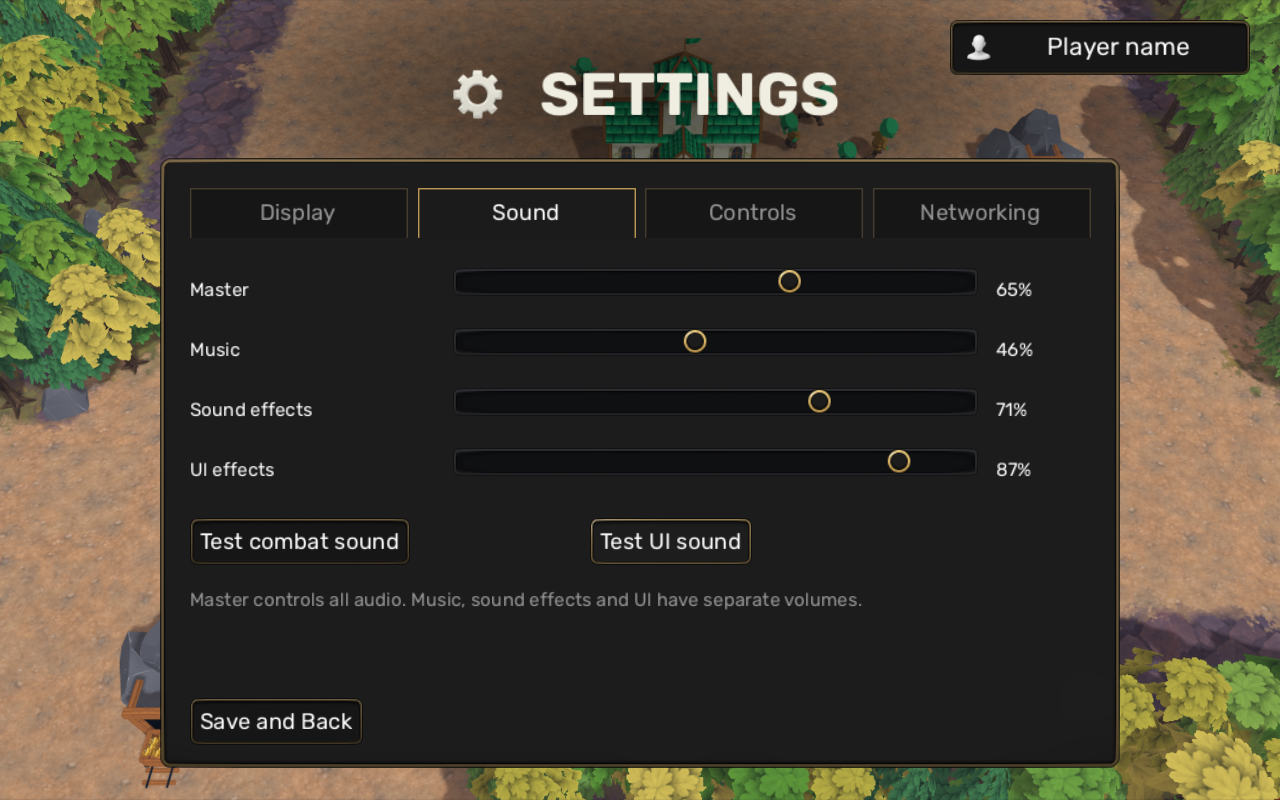 Player name
SETTINGS
Display
Sound
Controls
Networking
Master
65%
Music
46%
Sound effects
71%
UI effects
87%
Test combat sound
Test UI sound
Master controls all audio. Music, sound effects and UI have separate volumes.
Save and Back